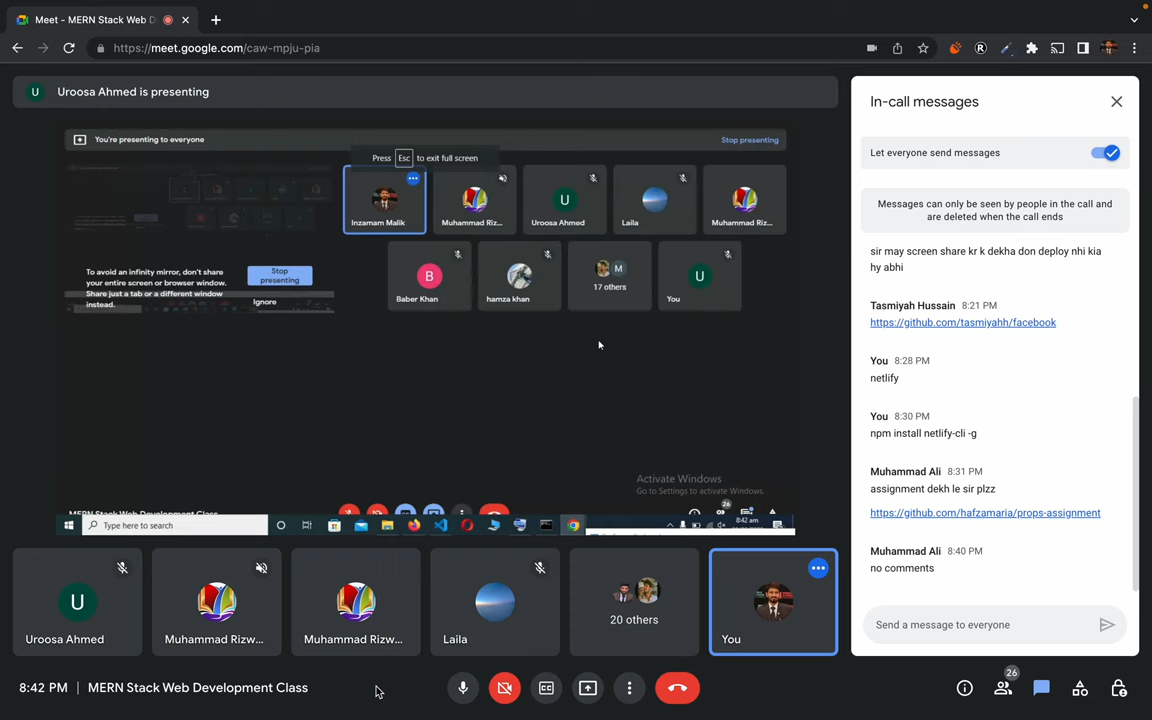 Meet - MERN Stack Web D
https://meet.google.com/caw-mpju-pia
U Uroosa Ahmed is presenting
You're presenting to everyone
Stop presenting
Press Esc to exit full screen
Inzamam Malik
Muhammad Riz...
U
Uroosa Ahmed
Laila
Muhammad Riz...
To avoid an infinity mirror, don't share
your entire screen or browser window.
Share just a tab or a different window
instead.
Stop
presenting
Ignore
B
Baber Khan
hamza khan
M
17 others
U
You
Activate Windows
Go to Settings to activate Windows.
MERN Stack Web Development Class
26
Type here to search
8:42 am
U
Uroosa Ahmed
Muhammad Rizw...
Muhammad Rizw...
Laila
20 others
You
8:42 PM | MERN Stack Web Development Class
In-call messages
Let everyone send messages
Messages can only be seen by people in the call and
are deleted when the call ends
sir may screen share kr k dekha don deploy nhi kia
hy abhi
Tasmiyah Hussain 8:21 PM
https://github.com/tasmiyahh/facebook
You 8:28 PM
netlify
You 8:30 PM
npm install netlify-cli -g
Muhammad Ali 8:31 PM
assignment dekh le sir plzz
https://github.com/hafzamaria/props-assignment
Muhammad Ali 8:40 PM
no comments
Send a message to everyone
26